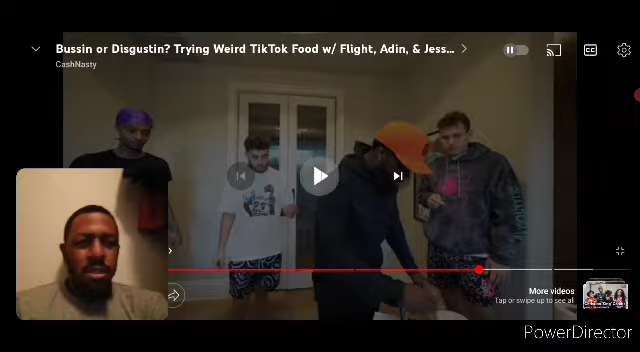 Bussin or Disgustin? Trying Weird TikTok Food w/ Flight, Adin, & Jess...
CashNasty
CC
More videos
Tap or swipe up to see all
PowerDirector